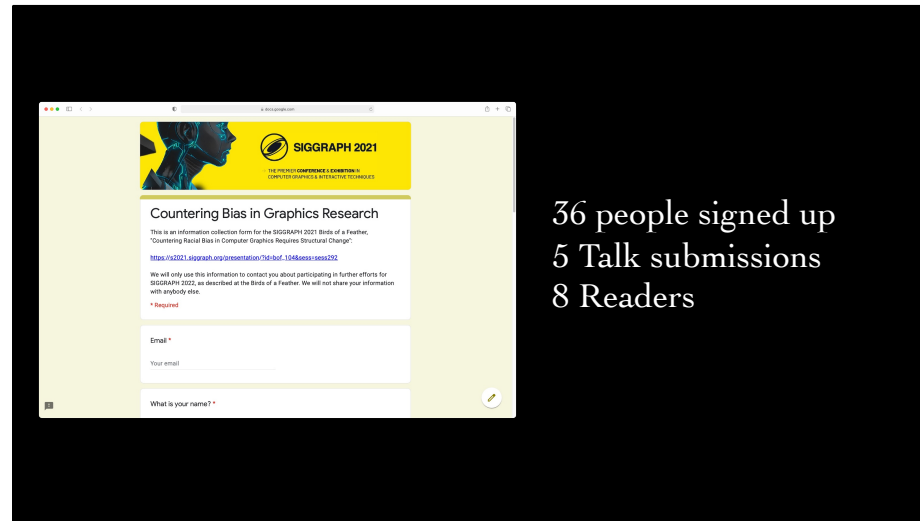 docs.google.com
SIGGRAPH 2021
THE PREMIER CONFERENCE & EXHIBITION IN
COMPUTER GRAPHICS & INTERACTIVE TECHNIQUES
Countering Bias in Graphics Research
This is an information collection form for the SIGGRAPH 2021 Birds of a Feather,
"Countering Racial Bias in Computer Graphics Requires Structural Change":
https://s2021.siggraph.org/presentation/?id=bof_104&sess=sess292
We will only use this information to contact you about participating in further efforts for
SIGGRAPH 2022, as described at the Birds of a Feather. We will not share your information
with anybody else.
* Required
Email *
Your email
What is your name? *
36 people signed up
5 Talk submissions
8 Readers